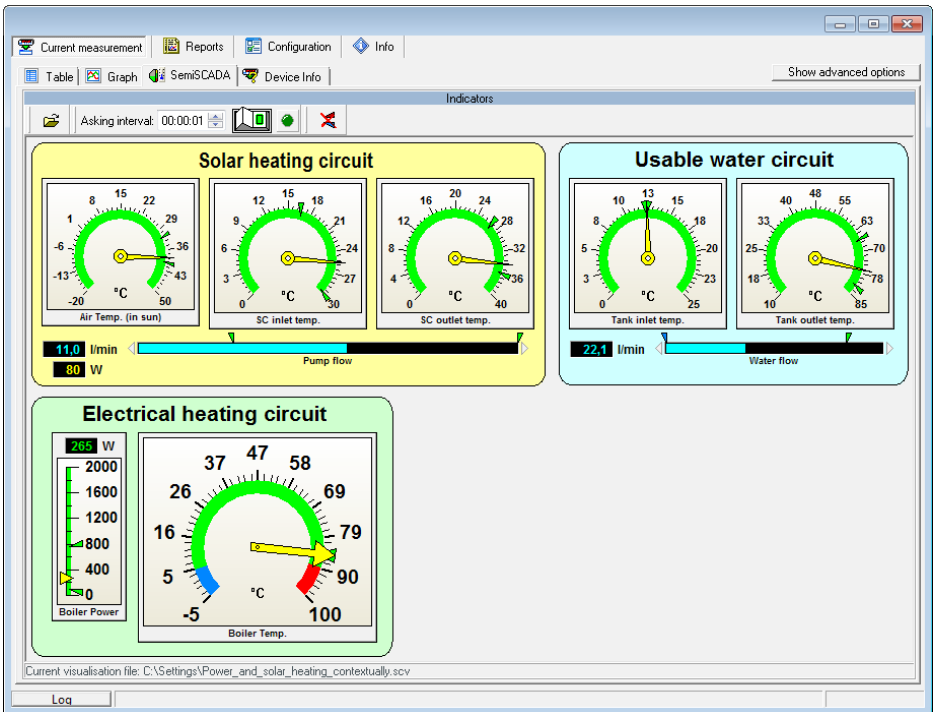 Current measurement Reports Configuration Info
Table Graph SemiSCADA Device Info Show advanced options
Indicators
Asking interval: 00:00:01
Solar heating circuit
-20 -13 -6 1 8 15 22 29 36 43 50
°C
Air Temp. (in sun)
0 3 6 9 12 15 18 21 24 27 30
°C
SC inlet temp.
0 4 8 12 16 20 24 28 32 36 40
°C
SC outlet temp.
11,0 l/min
Pump flow
80 W
Usable water circuit
0 3 5 8 10 13 15 18 20 23 25
°C
Tank inlet temp.
10 18 25 33 40 48 55 63 70 78 85
°C
Tank outlet temp.
22,1 l/min
Water flow
Electrical heating circuit
265 W
2000
1600
1200
800
400
0
Boiler Power
-5 5 16 26 37 47 58 69 79 90 100
°C
Boiler Temp.
Current visualisation file: C:\Settings\Power_and_solar_heating_contextually.scv
Log